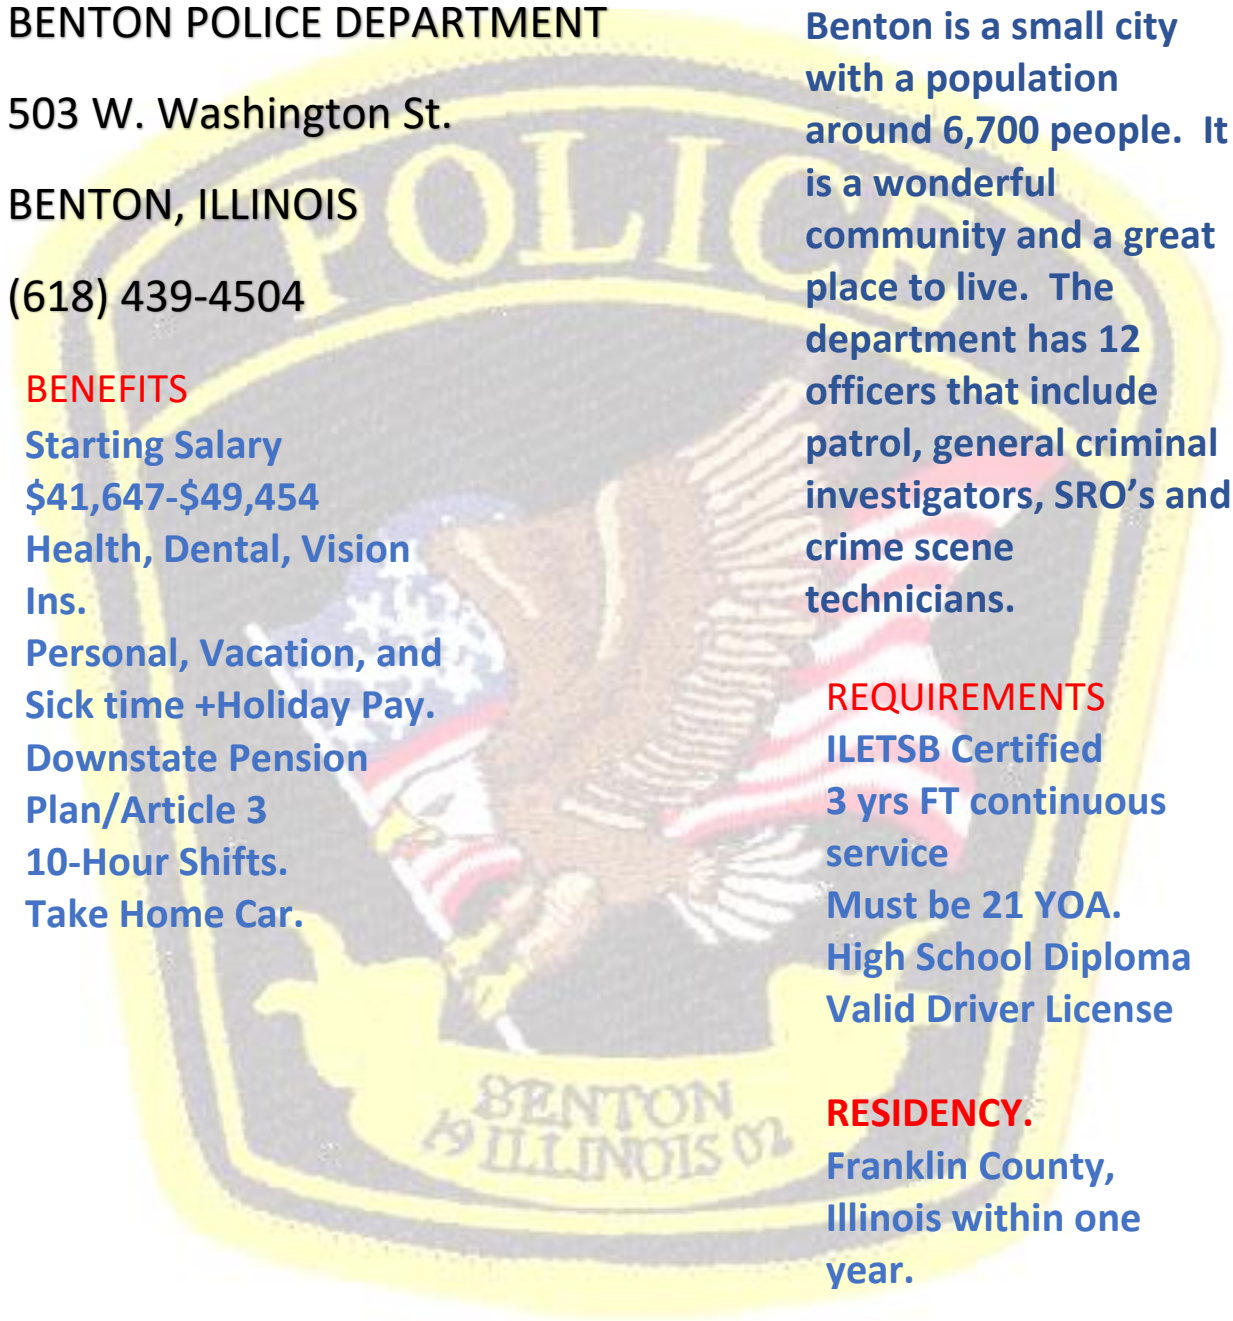 BENTON POLICE DEPARTMENT
503 W. Washington St.
BENTON, ILLINOIS
(618) 439-4504
BENEFITS
Starting Salary
$41,647-$49,454
Health, Dental, Vision
Ins.
Personal, Vacation, and
Sick time +Holiday Pay.
Downstate Pension
Plan/Article 3
10-Hour Shifts.
Take Home Car.
Benton is a small city
with a population
around 6,700 people. It
is a wonderful
community and a great
place to live. The
department has 12
officers that include
patrol, general criminal
investigators, SRO’s and
crime scene
technicians.
REQUIREMENTS
ILETSB Certified
3 yrs FT continuous
service
Must be 21 YOA.
High School Diploma
Valid Driver License
RESIDENCY.
Franklin County,
Illinois within one
year.
POLICE
BENTON
19 ILLINOIS 02